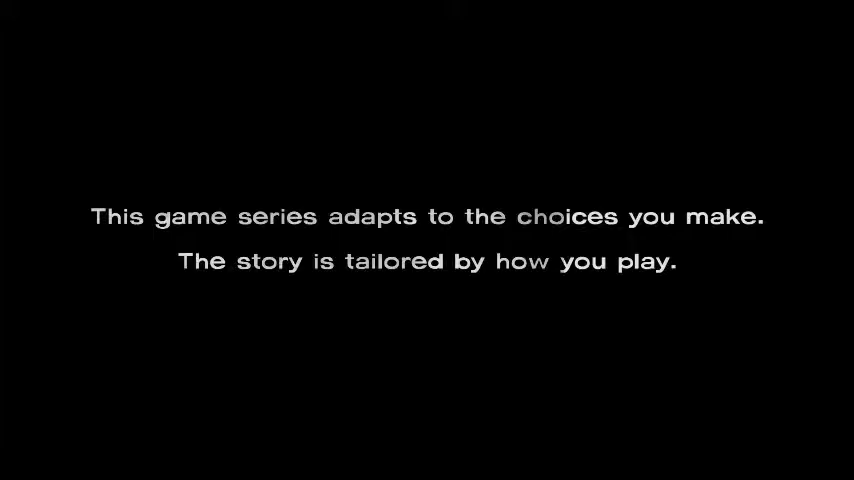 This game series adapts to the choices you make.
The story is tailored by how you play.